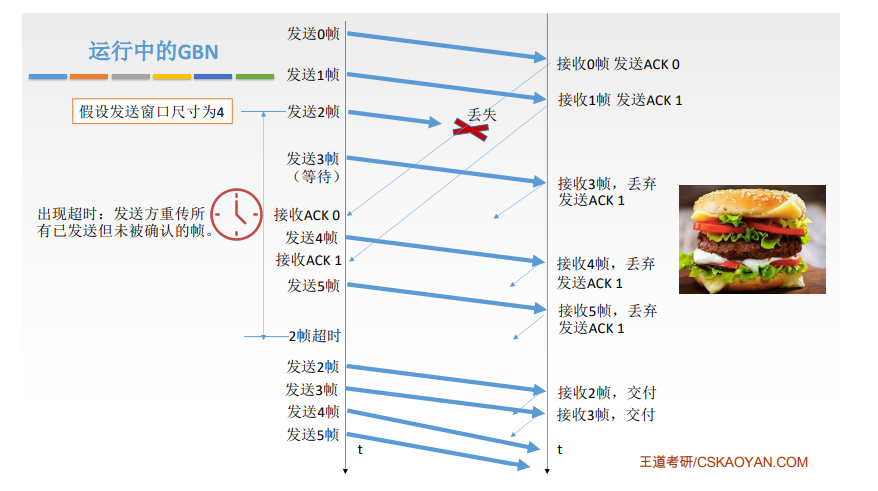 运行中的GBN
假设发送窗口尺寸为4
出现超时：发送方重传所
有已发送但未被确认的帧。
发送0帧
发送1帧
发送2帧
发送3帧
（等待）
接收ACK 0
发送4帧
接收ACK 1
发送5帧
2帧超时
发送2帧
发送3帧
发送4帧
发送5帧
t
丢失
接收0帧 发送ACK 0
接收1帧 发送ACK 1
接收3帧，丢弃
发送ACK 1
接收4帧，丢弃
发送ACK 1
接收5帧，丢弃
发送ACK 1
接收2帧，交付
接收3帧，交付
t
王道考研/CSKAOYAN.COM